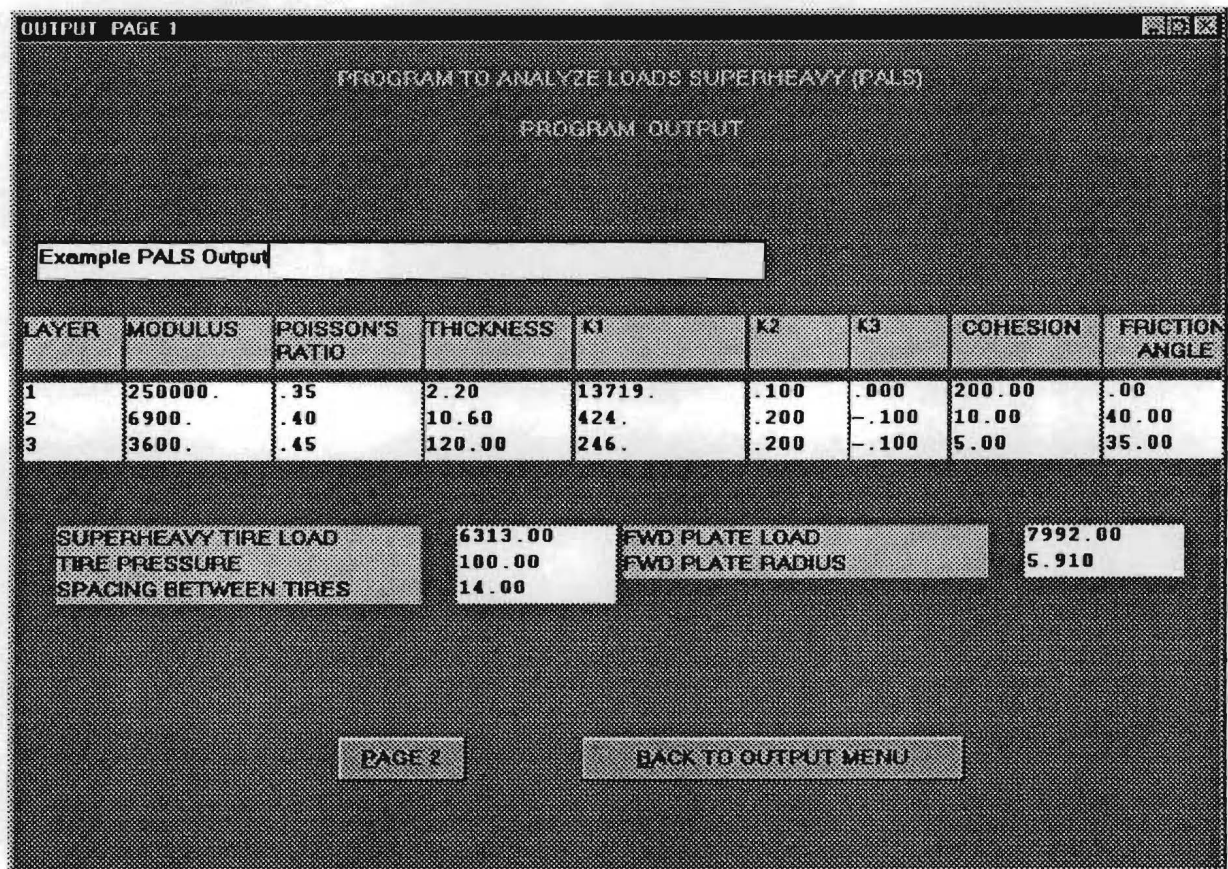 OUTPUT PAGE 1
PROGRAM TO ANALYZE LOADS SUPERHEAVY (PALS)
PROGRAM OUTPUT
Example PALS Output
LAYER MODULUS POISSON'S RATIO THICKNESS K1 K2 K3 COHESION FRICTION ANGLE
1 250000. .35 2.20 13719. .100 .000 200.00 .00
2 6900. .40 10.60 424. .200 -.100 10.00 40.00
3 3600. .45 120.00 246. .200 -.100 5.00 35.00
SUPERHEAVY TIRE LOAD 6313.00 FWD PLATE LOAD 7992.00
TIRE PRESSURE 100.00 FWD PLATE RADIUS 5.910
SPACING BETWEEN TIRES 14.00
PAGE 2 BACK TO OUTPUT MENU